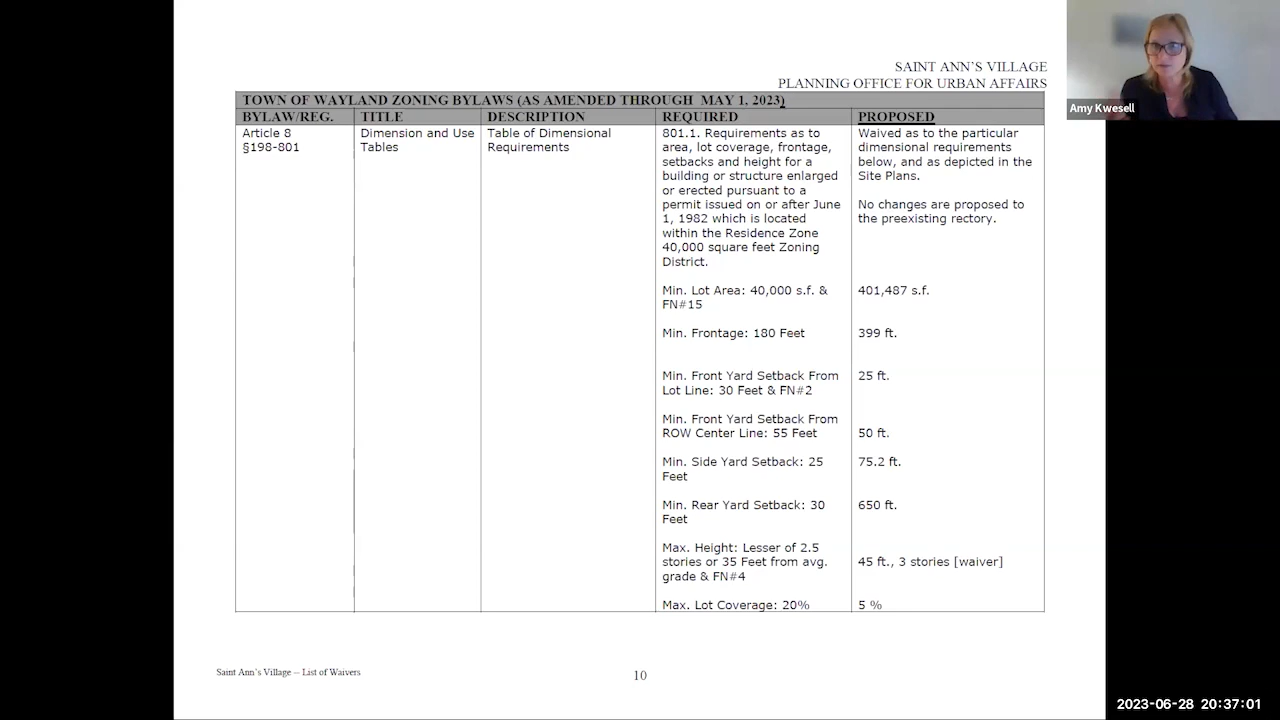 SAINT ANN'S VILLAGE
PLANNING OFFICE FOR URBAN AFFAIRS
TOWN OF WAYLAND ZONING BYLAWS (AS AMENDED THROUGH MAY 1, 2023)
BYLAW/REG. TITLE DESCRIPTION REQUIRED PROPOSED
Article 8
§198-801
Dimension and Use
Tables
Table of Dimensional
Requirements
801.1. Requirements as to
area, lot coverage, frontage,
setbacks and height for a
building or structure enlarged
or erected pursuant to a
permit issued on or after June
1, 1982 which is located
within the Residence Zone
40,000 square feet Zoning
District.
Waived as to the particular
dimensional requirements
below, and as depicted in the
Site Plans.
No changes are proposed to
the preexisting rectory.
Min. Lot Area: 40,000 s.f. &
FN#15
401,487 s.f.
Min. Frontage: 180 Feet
399 ft.
Min. Front Yard Setback From
Lot Line: 30 Feet & FN#2
25 ft.
Min. Front Yard Setback From
ROW Center Line: 55 Feet
50 ft.
Min. Side Yard Setback: 25
Feet
75.2 ft.
Min. Rear Yard Setback: 30
Feet
650 ft.
Max. Height: Lesser of 2.5
stories or 35 Feet from avg.
grade & FN#4
45 ft., 3 stories [waiver]
Max. Lot Coverage: 20%
5 %
Saint Ann's Village – List of Waivers
10
Amy Kwesell
2023-06-28 20:37:01